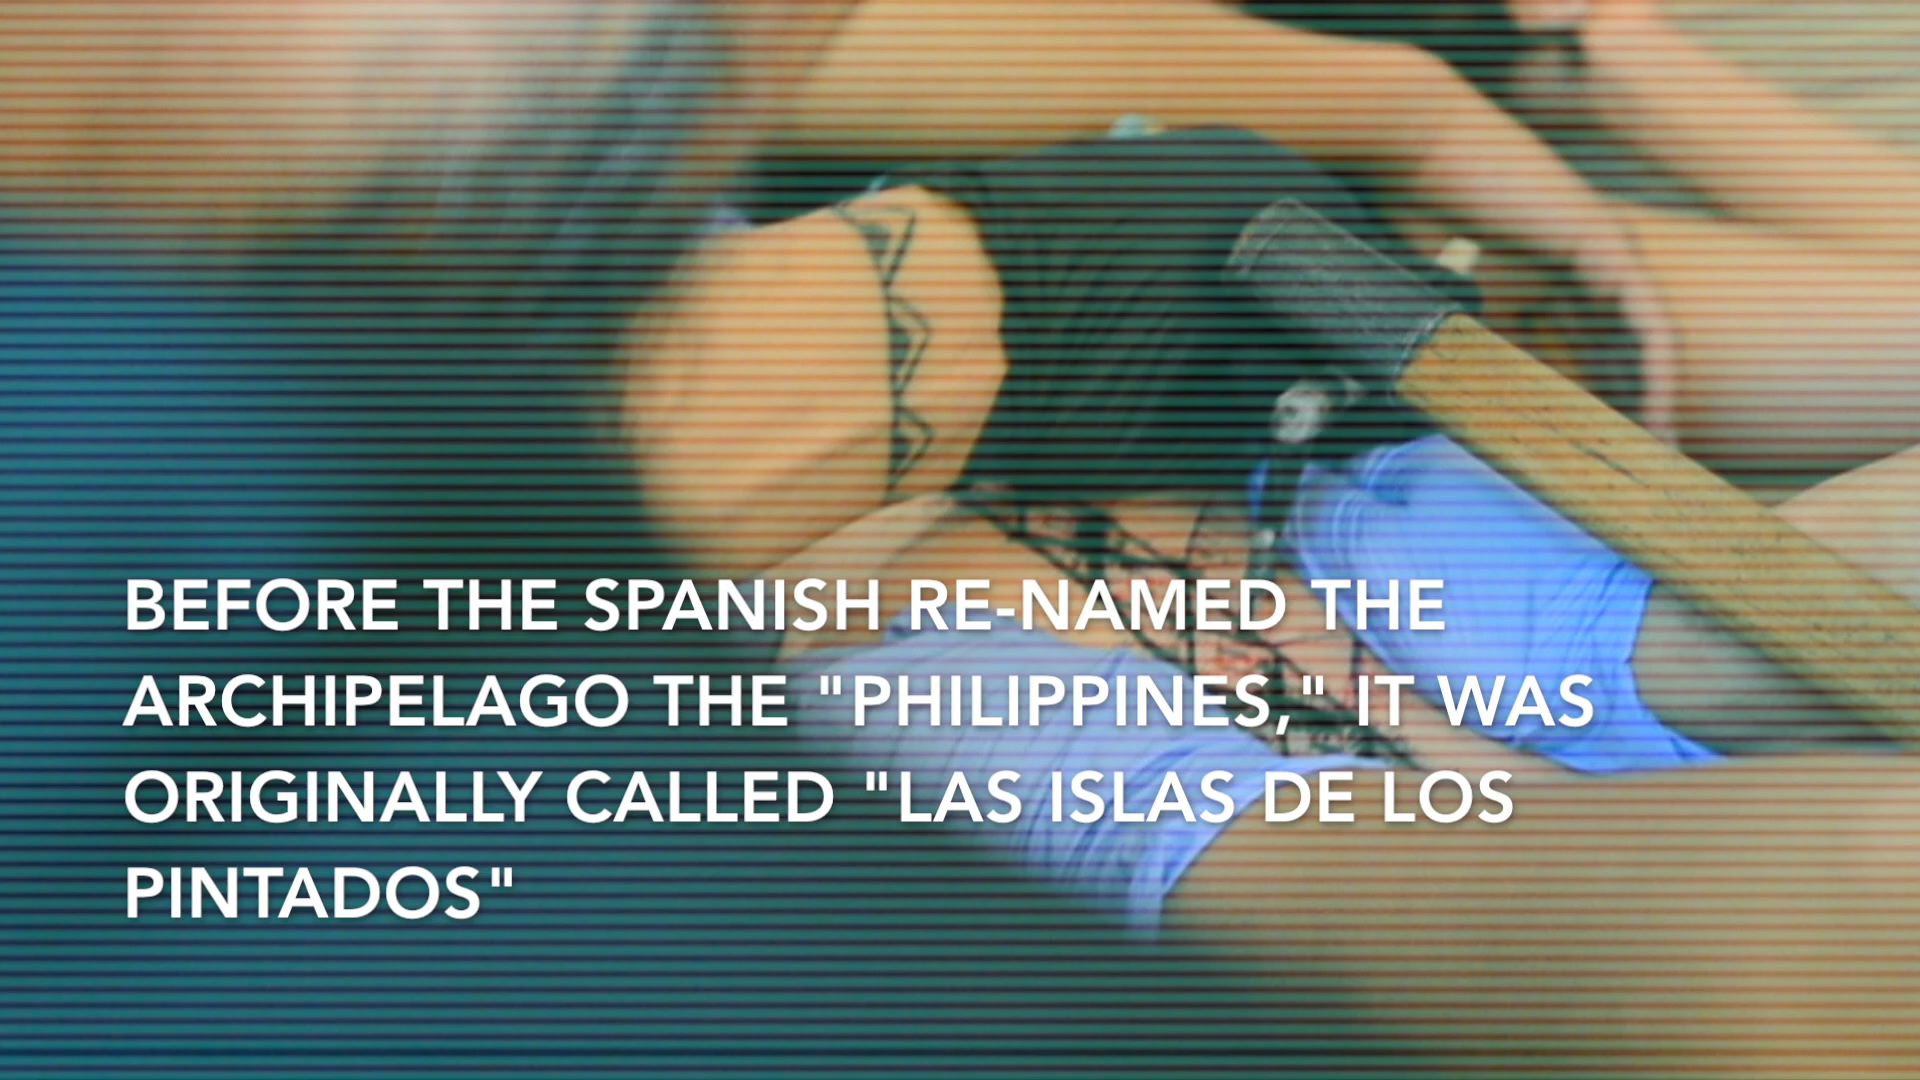 BEFORE THE SPANISH RE-NAMED THE
ARCHIPELAGO THE "PHILIPPINES," IT WAS
ORIGINALLY CALLED "LAS ISLAS DE LOS
PINTADOS"